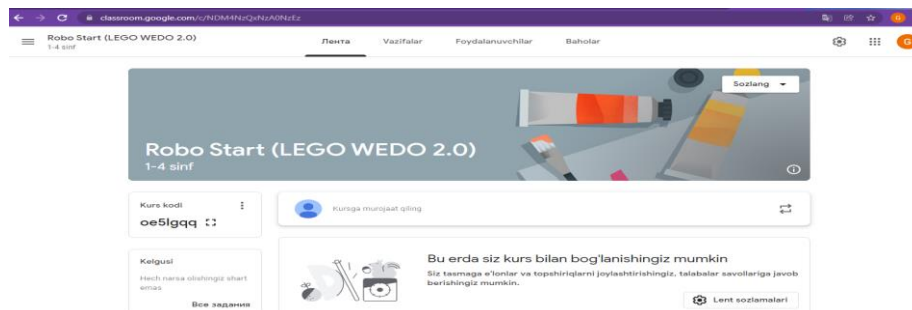 classroom.google.com/c/NDM4NzQxNzA0NzEz
Robo Start (LEGO WEDO 2.0)
1-4 sinf
Лента
Vazifalar
Foydalanuvchilar
Baholar
G
Sozlang
Robo Start (LEGO WEDO 2.0)
1-4 sinf
Kurs kodi
oe5lgqq
Kursga murojaat qiling
Kelgusi
Hech narsa olishingiz shart
emas
Все задания
Bu erda siz kurs bilan bog'lanishingiz mumkin
Siz tasmaga e'lonlar va topshiriqlarni joylashtirishingiz, talabalar savollariga javob
berishingiz mumkin.
Lent sozlamalari